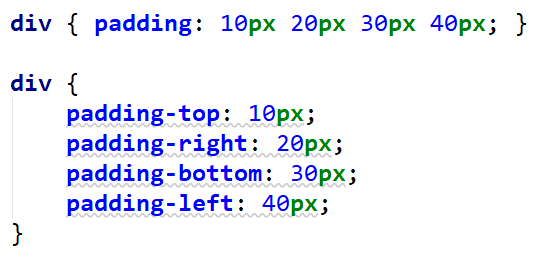 div { padding: 10px 20px 30px 40px; }
div {
padding-top: 10px;
padding-right: 20px;
padding-bottom: 30px;
padding-left: 40px;
}